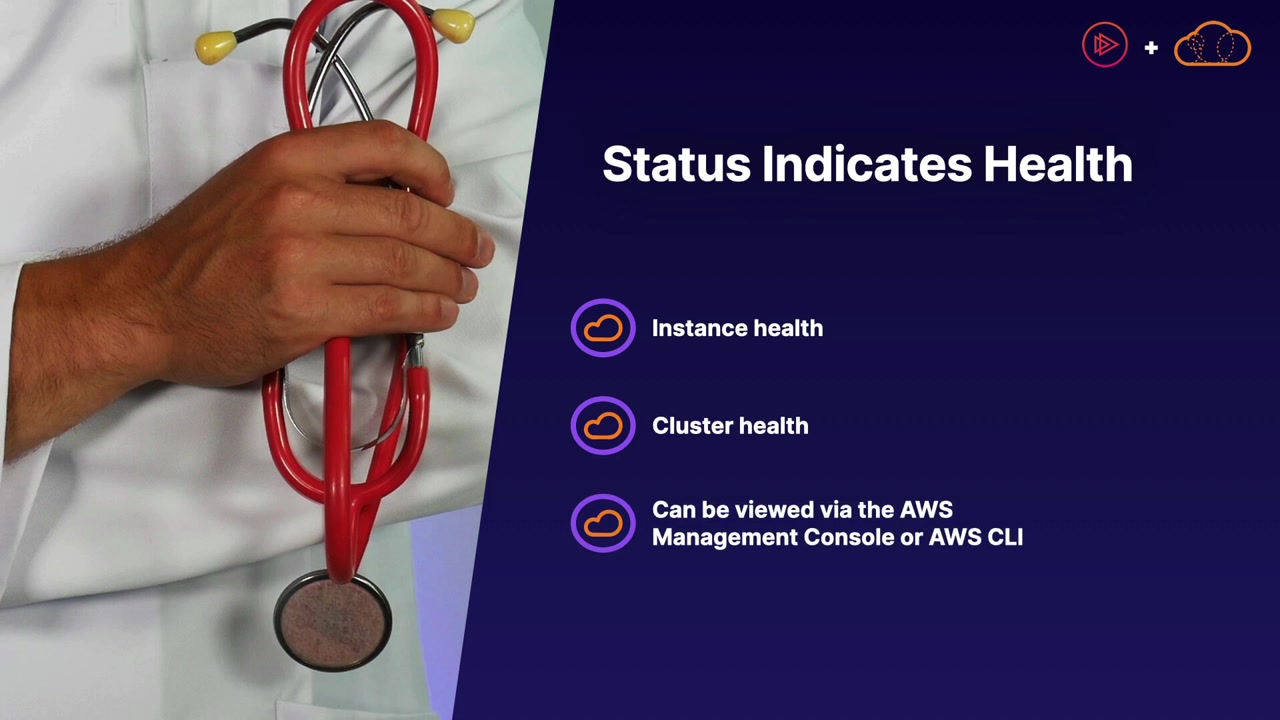 Status Indicates Health
Instance health
Cluster health
Can be viewed via the AWS
Management Console or AWS CLI